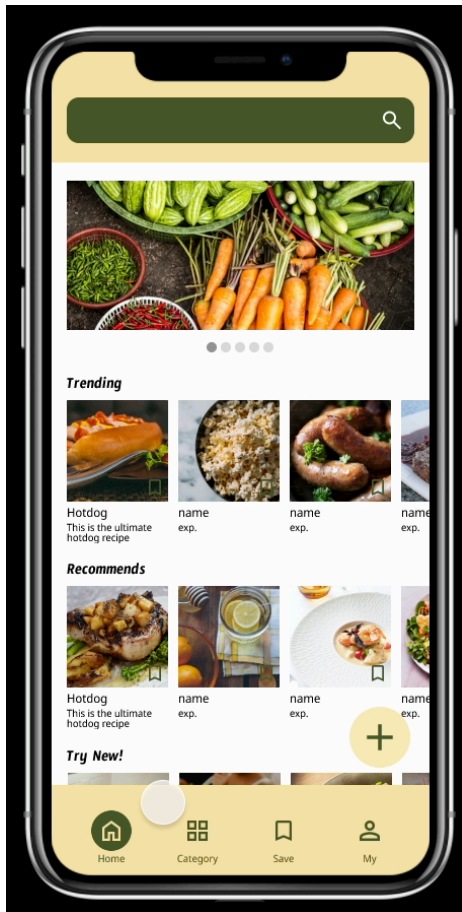 Trending
Hotdog
This is the ultimate
hotdog recipe
name
exp.
name
exp.
name
exp.
Recommends
Hotdog
This is the ultimate
hotdog recipe
name
exp.
name
exp.
name
exp.
Try New!
Home
Category
Save
My